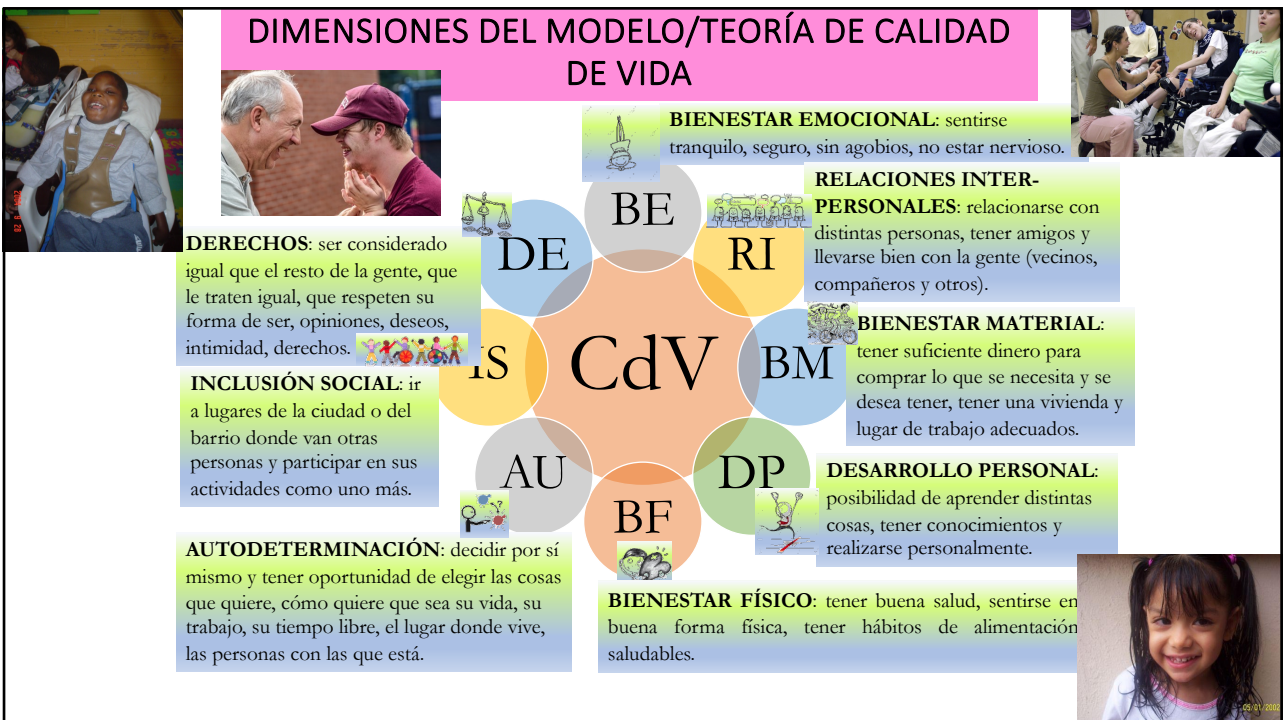 DIMENSIONES DEL MODELO/TEORÍA DE CALIDAD
DE VIDA
BIENESTAR EMOCIONAL: sentirse
tranquilo, seguro, sin agobios, no estar nervioso.
RELACIONES INTER-
PERSONALES: relacionarse con
distintas personas, tener amigos y
llevarse bien con la gente (vecinos,
compañeros y otros).
BIENESTAR MATERIAL:
tener suficiente dinero para
comprar lo que se necesita y se
desea tener, tener una vivienda y
lugar de trabajo adecuados.
DESARROLLO PERSONAL:
posibilidad de aprender distintas
cosas, tener conocimientos y
realizarse personalmente.
BIENESTAR FÍSICO: tener buena salud, sentirse en
buena forma física, tener hábitos de alimentación
saludables.
AUTODETERMINACIÓN: decidir por sí
mismo y tener oportunidad de elegir las cosas
que quiere, cómo quiere que sea su vida, su
trabajo, su tiempo libre, el lugar donde vive,
las personas con las que está.
INCLUSIÓN SOCIAL: ir
a lugares de la ciudad o del
barrio donde van otras
personas y participar en sus
actividades como uno más.
DERECHOS: ser considerado
igual que el resto de la gente, que
le traten igual, que respeten su
forma de ser, opiniones, deseos,
intimidad, derechos.
CdV
BE
RI
BM
DP
BF
AU
IS
DE
05/01/2002